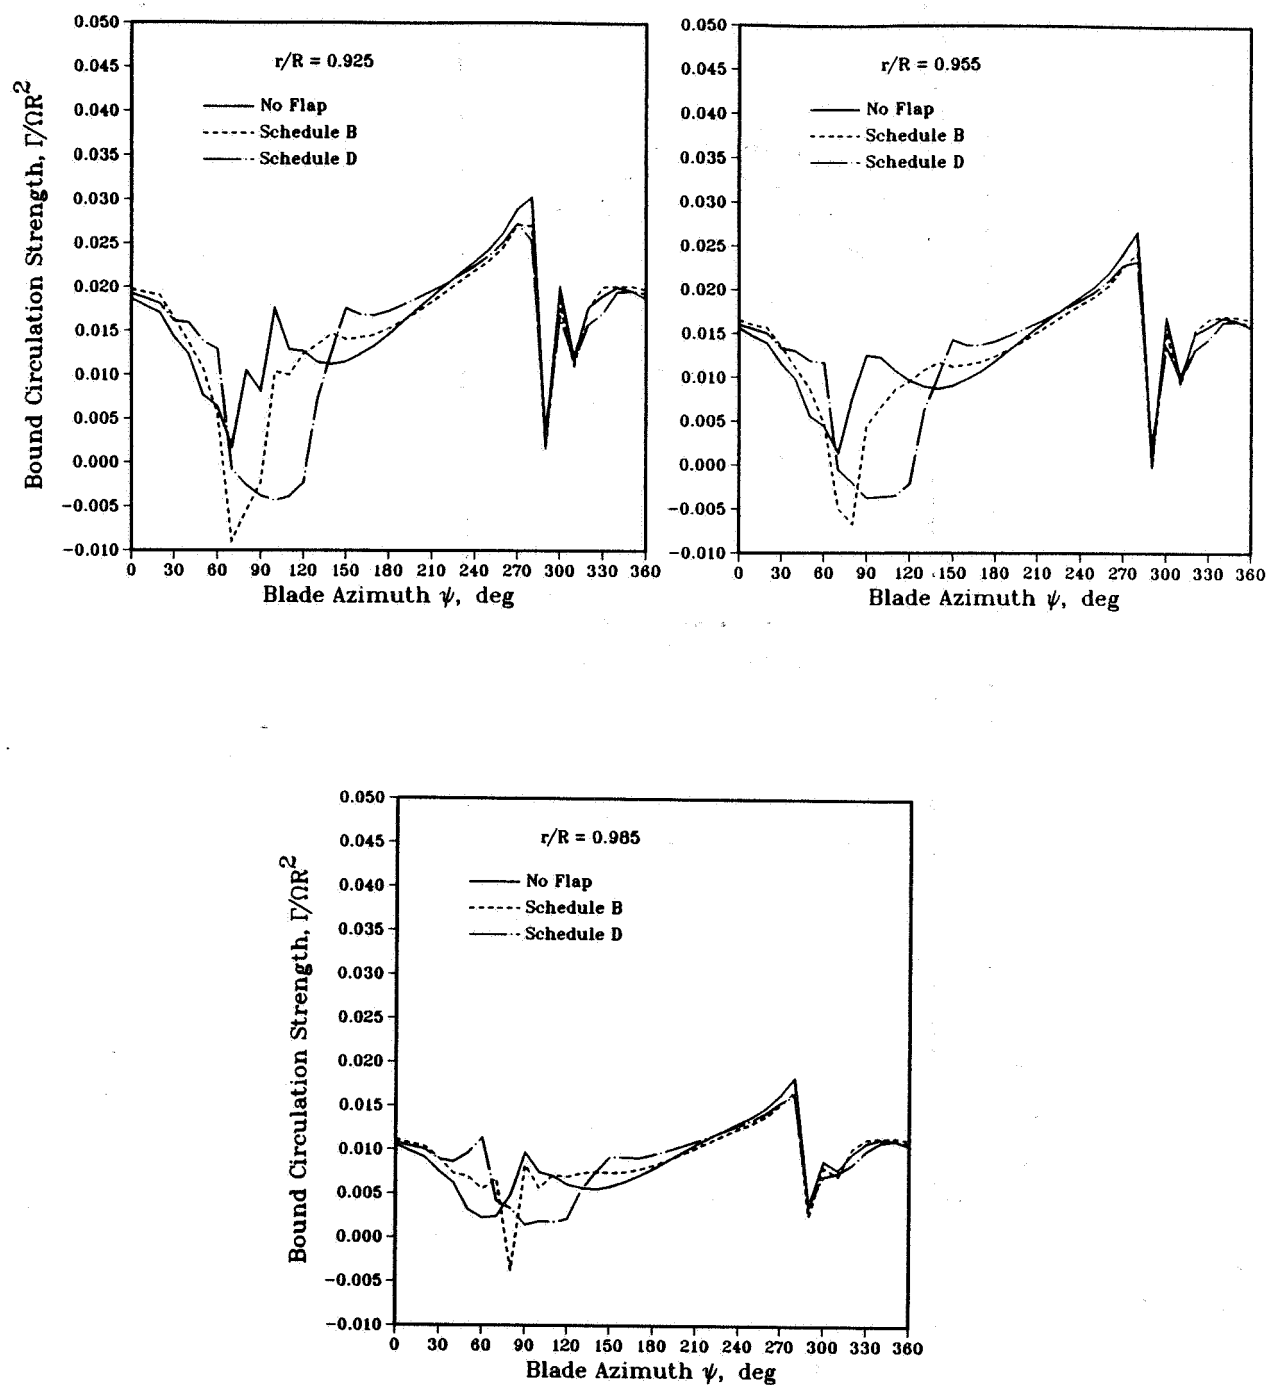 0.050
0.045
0.040
0.035
0.030
0.025
0.020
0.015
0.010
0.005
0.000
−0.005
−0.010
Bound Circulation Strength, Γ/ΩR²
r/R = 0.925
No Flap
Schedule B
Schedule D
0 30 60 90 120 150 180 210 240 270 300 330 360
Blade Azimuth ψ, deg
0.050
0.045
0.040
0.035
0.030
0.025
0.020
0.015
0.010
0.005
0.000
−0.005
−0.010
r/R = 0.955
No Flap
Schedule B
Schedule D
0 30 60 90 120 150 180 210 240 270 300 330 360
Blade Azimuth ψ, deg
0.050
0.045
0.040
0.035
0.030
0.025
0.020
0.015
0.010
0.005
0.000
−0.005
−0.010
Bound Circulation Strength, Γ/ΩR²
r/R = 0.985
No Flap
Schedule B
Schedule D
0 30 60 90 120 150 180 210 240 270 300 330 360
Blade Azimuth ψ, deg